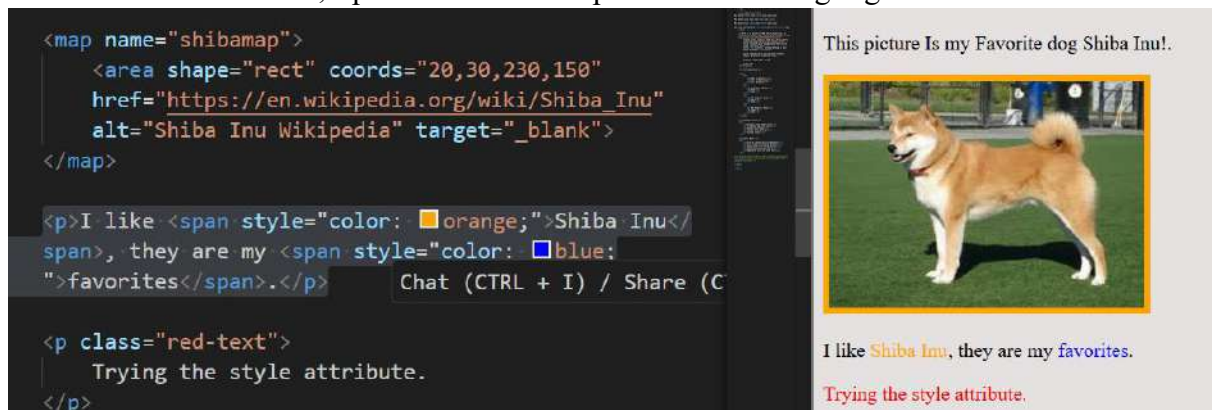 <map name="shibamap">
<area shape="rect" coords="20,30,230,150"
href="https://en.wikipedia.org/wiki/Shiba_Inu"
alt="Shiba Inu Wikipedia" target="_blank">
</map>
<p>I like <span style="color: orange;">Shiba Inu</
span>, they are my <span style="color: blue;
">favorites</span>.</p>
Chat (CTRL + I) / Share (C
<p class="red-text">
Trying the style attribute.
</p>
This picture Is my Favorite dog Shiba Inu!.
I like Shiba Inu, they are my favorites.
Trying the style attribute.